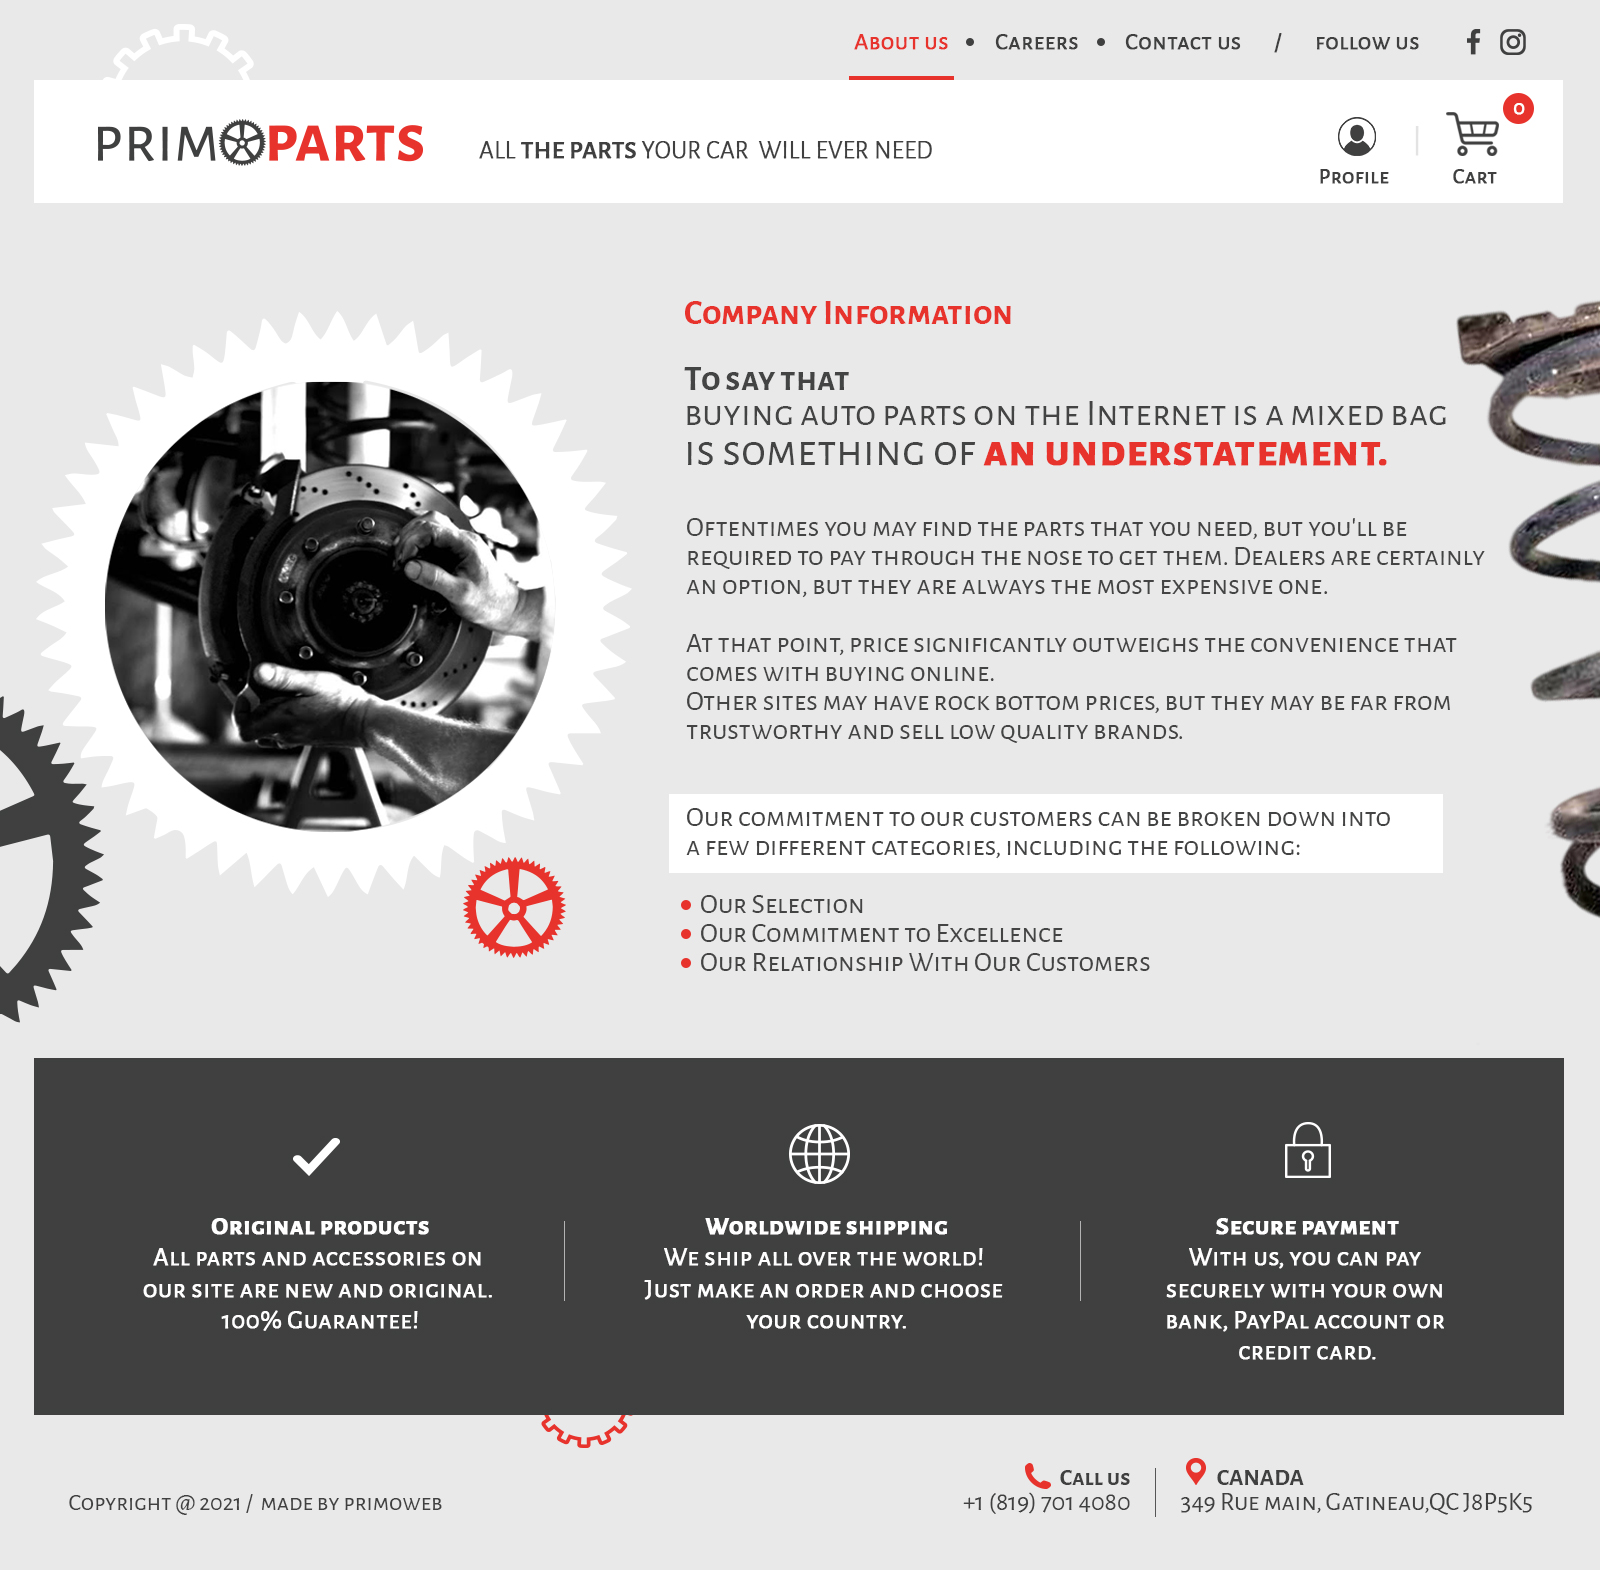 About us • Careers • Contact us / follow us
PRIMOPARTS
ALL THE PARTS YOUR CAR WILL EVER NEED
0
Profile
Cart
Company Information
To say that
buying auto parts on the Internet is a mixed bag
is something of an understatement.
Oftentimes you may find the parts that you need, but you'll be
required to pay through the nose to get them. Dealers are certainly
an option, but they are always the most expensive one.
At that point, price significantly outweighs the convenience that
comes with buying online.
Other sites may have rock bottom prices, but they may be far from
trustworthy and sell low quality brands.
Our commitment to our customers can be broken down into
a few different categories, including the following:
• Our Selection
• Our Commitment to Excellence
• Our Relationship With Our Customers
Original products
All parts and accessories on
our site are new and original.
100% Guarantee!
Worldwide shipping
We ship all over the world!
Just make an order and choose
your country.
Secure payment
With us, you can pay
securely with your own
bank, PayPal account or
credit card.
Copyright @ 2021 / made by primoweb
Call us
+1 (819) 701 4080
CANADA
349 Rue main, Gatineau,QC J8P5K5